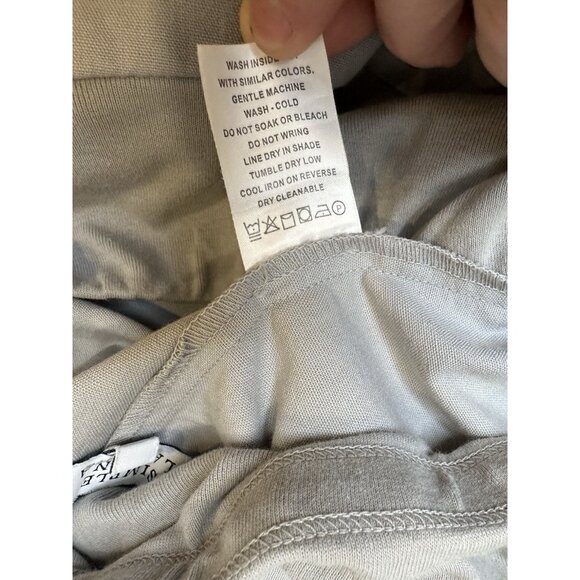 WASH INSIDE
WITH SIMILAR COLORS,
GENTLE MACHINE
WASH - COLD
DO NOT SOAK OR BLEACH
DO NOT WRING
LINE DRY IN SHADE
TUMBLE DRY LOW
COOL IRON ON REVERSE
DRY CLEANABLE
P
SIMPLE